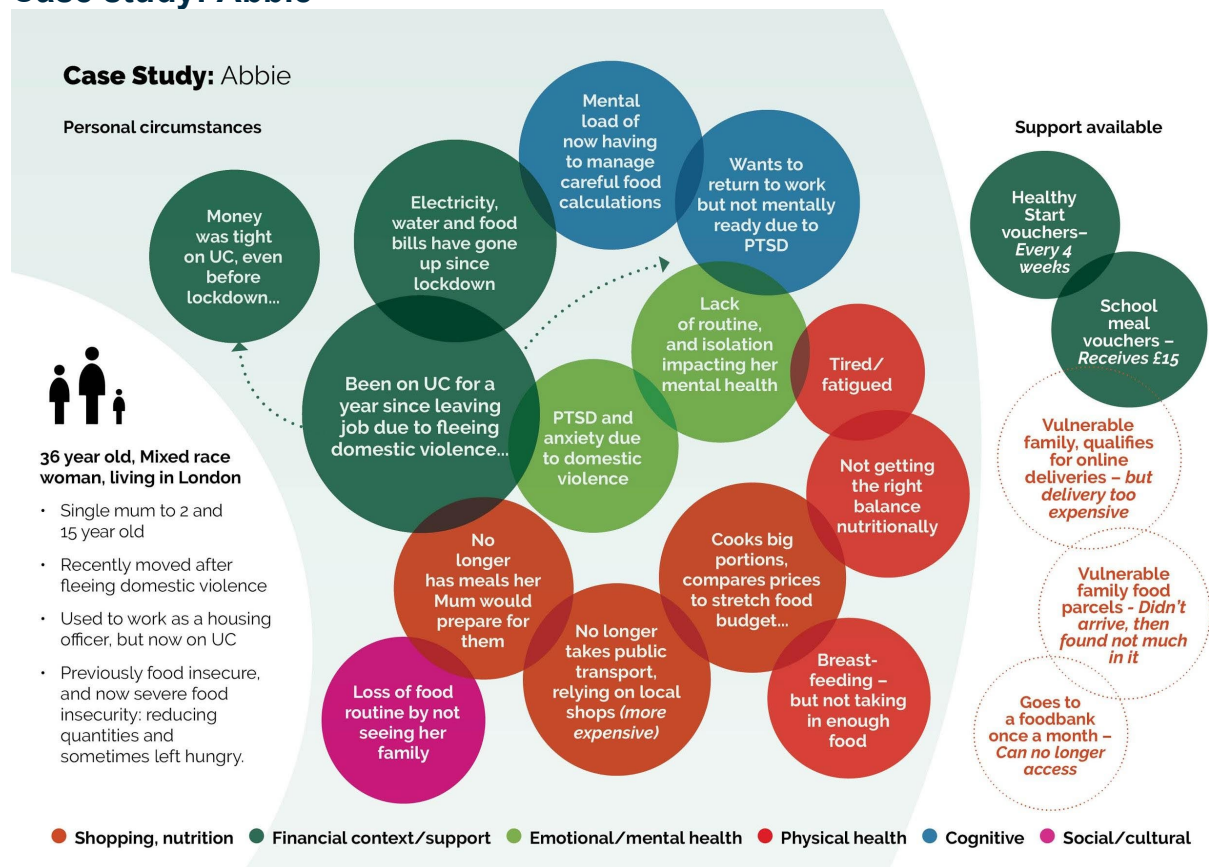 Case study: Abbie
Case Study: Abbie
Personal circumstances
Support available
Money
was tight
on UC, even
before
lockdown...
Electricity,
water and food
bills have gone
up since
lockdown
Mental
load of
now having
to manage
careful food
calculations
Wants to
return to work
but not mentally
ready due to
PTSD
Been on UC for a
year since leaving
job due to fleeing
domestic violence...
PTSD and
anxiety due
to domestic
violence
Lack
of routine,
and isolation
impacting her
mental health
Tired/
fatigued
Not getting
the right
balance
nutritionally
No
longer
has meals her
Mum would
prepare for
them
Cooks big
portions,
compares prices
to stretch food
budget...
No longer
takes public
transport,
relying on local
shops (more
expensive)
Loss of food
routine by not
seeing her
family
Breast-
feeding –
but not taking
in enough
food
36 year old, Mixed race
woman, living in London
• Single mum to 2 and
15 year old
• Recently moved after
fleeing domestic violence
• Used to work as a housing
officer, but now on UC
• Previously food insecure,
and now severe food
insecurity: reducing
quantities and
sometimes left hungry.
Healthy
Start
vouchers–
Every 4
weeks
School
meal
vouchers –
Receives £15
Vulnerable
family, qualifies
for online
deliveries – but
delivery too
expensive
Vulnerable
family food
parcels - Didn't
arrive, then
found not much
in it
Goes to
a foodbank
once a month –
Can no longer
access
Shopping, nutrition
Financial context/support
Emotional/mental health
Physical health
Cognitive
Social/cultural